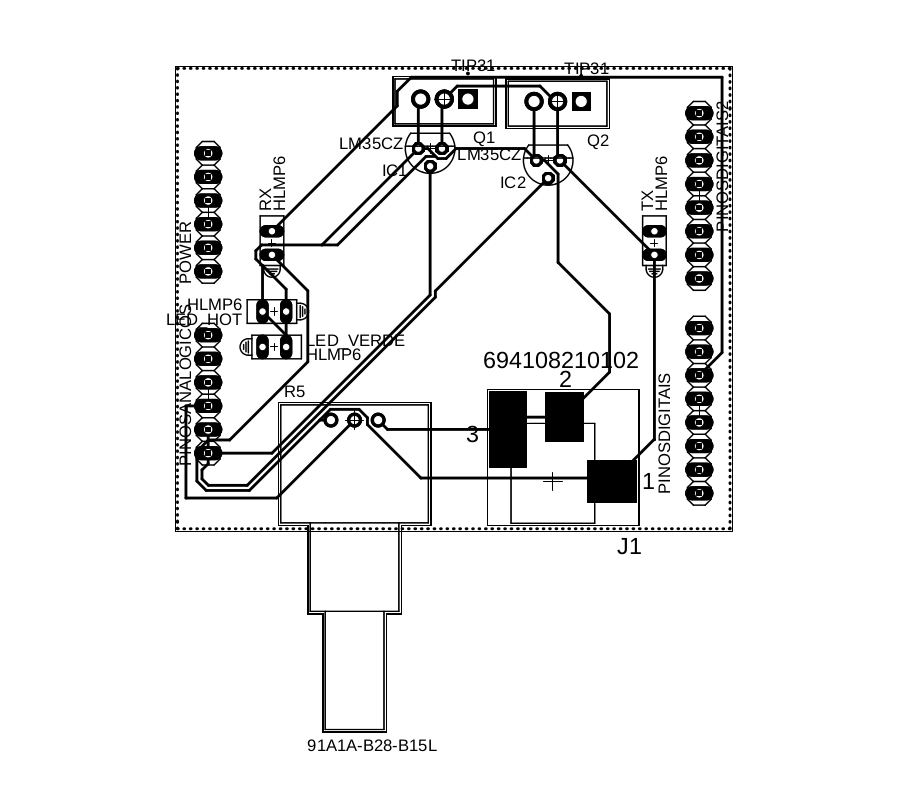 TIP31
TIP31
Q1
Q2
LM35CZ
IC1
LM35CZ
IC2
RX
HLMP6
TX
HLMP6
PINOSDIGITAIS2
POWER
HLMP6
LED_HOT
LED_VERDE
HLMP6
PINOSANALOGICOS
R5
694108210102
2
3
1
PINOSDIGITAIS
J1
91A1A-B28-B15L